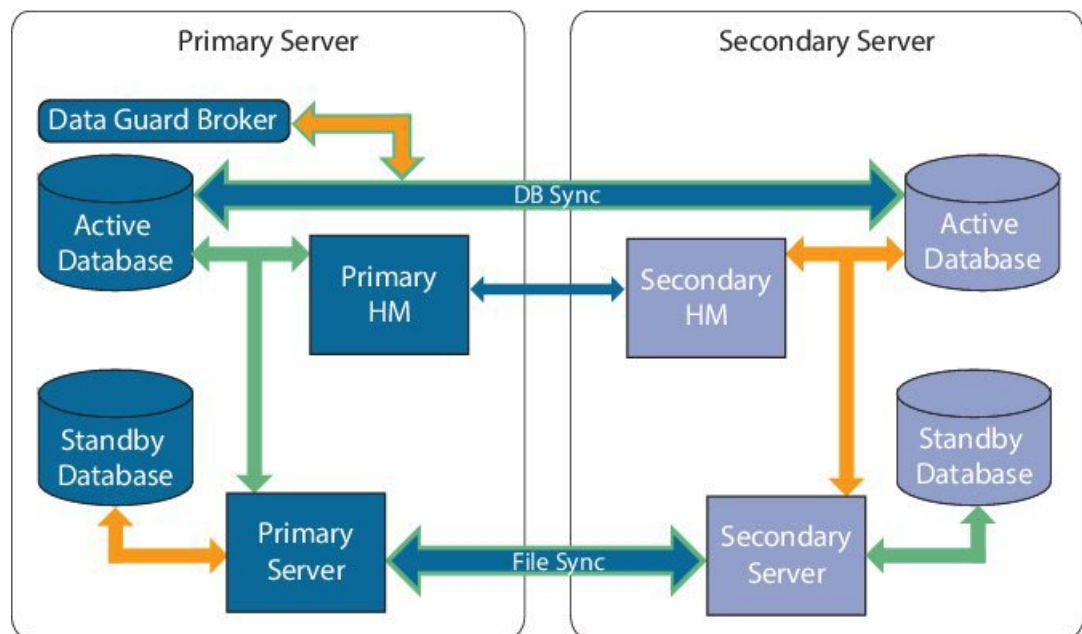 Primary Server
Secondary Server
Data Guard Broker
DB Sync
Active
Database
Active
Database
Primary
HM
Secondary
HM
Standby
Database
Standby
Database
Primary
Server
File Sync
Secondary
Server